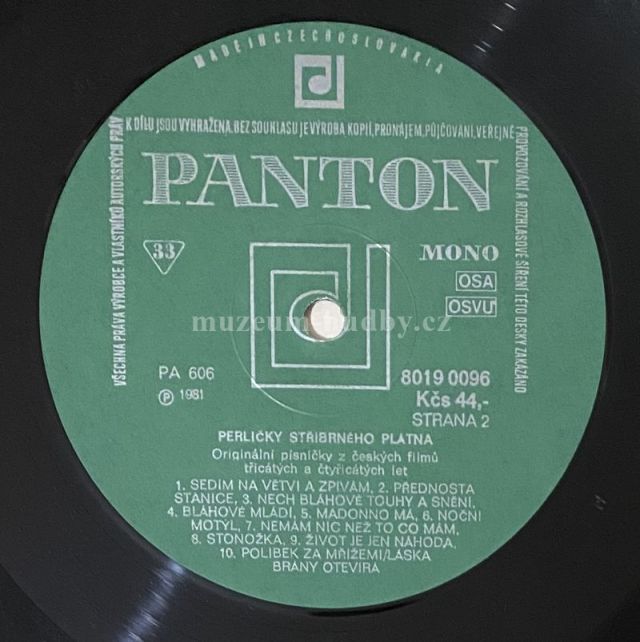 MADE IN CZECHOSLOVAKIA
VŠECHNA PRÁVA VÝROBCE A VLASTNÍKŮ AUTORSKÝCH PRÁV
K DÍLU JSOU VYHRAŽENA. BEZ SOUHLASU JE VÝROBA KOPIÍ, PRONÁJEM, PŮJČOVÁNÍ, VEŘEJNÉ
PROVOZOVÁNÍ A ROZHLASOVÉ ŠÍŘENÍ TÉTO DESKY ZAKÁZÁNO
PANTON
33
MONO
OSA
OSVU
muzeum-hudby.cz
PA 606
8019 0096
Ⓟ 1981
Kčs 44,-
STRANA 2
PERLIČKY STŘÍBRNÉHO PLÁTNA
Originální písničky z českých filmů
třicátých a čtyřicátých let
1. SEDÍM NA VĚTVI A ZPÍVÁM, 2. PŘEDNOSTA
STANICE, 3. NECH BLÁHOVÉ TOUHY A SNĚNÍ,
4. BLÁHOVÉ MLÁDÍ, 5. MADONNO MÁ, 6. NOČNÍ
MOTÝL, 7. NEMÁM NIC NEŽ TO CO MÁM,
8. STONOŽKA, 9. ŽIVOT JE JEN NÁHODA,
10. POLIBEK ZA MŘÍŽEMI/LÁSKA
BRÁNY OTEVÍRÁ